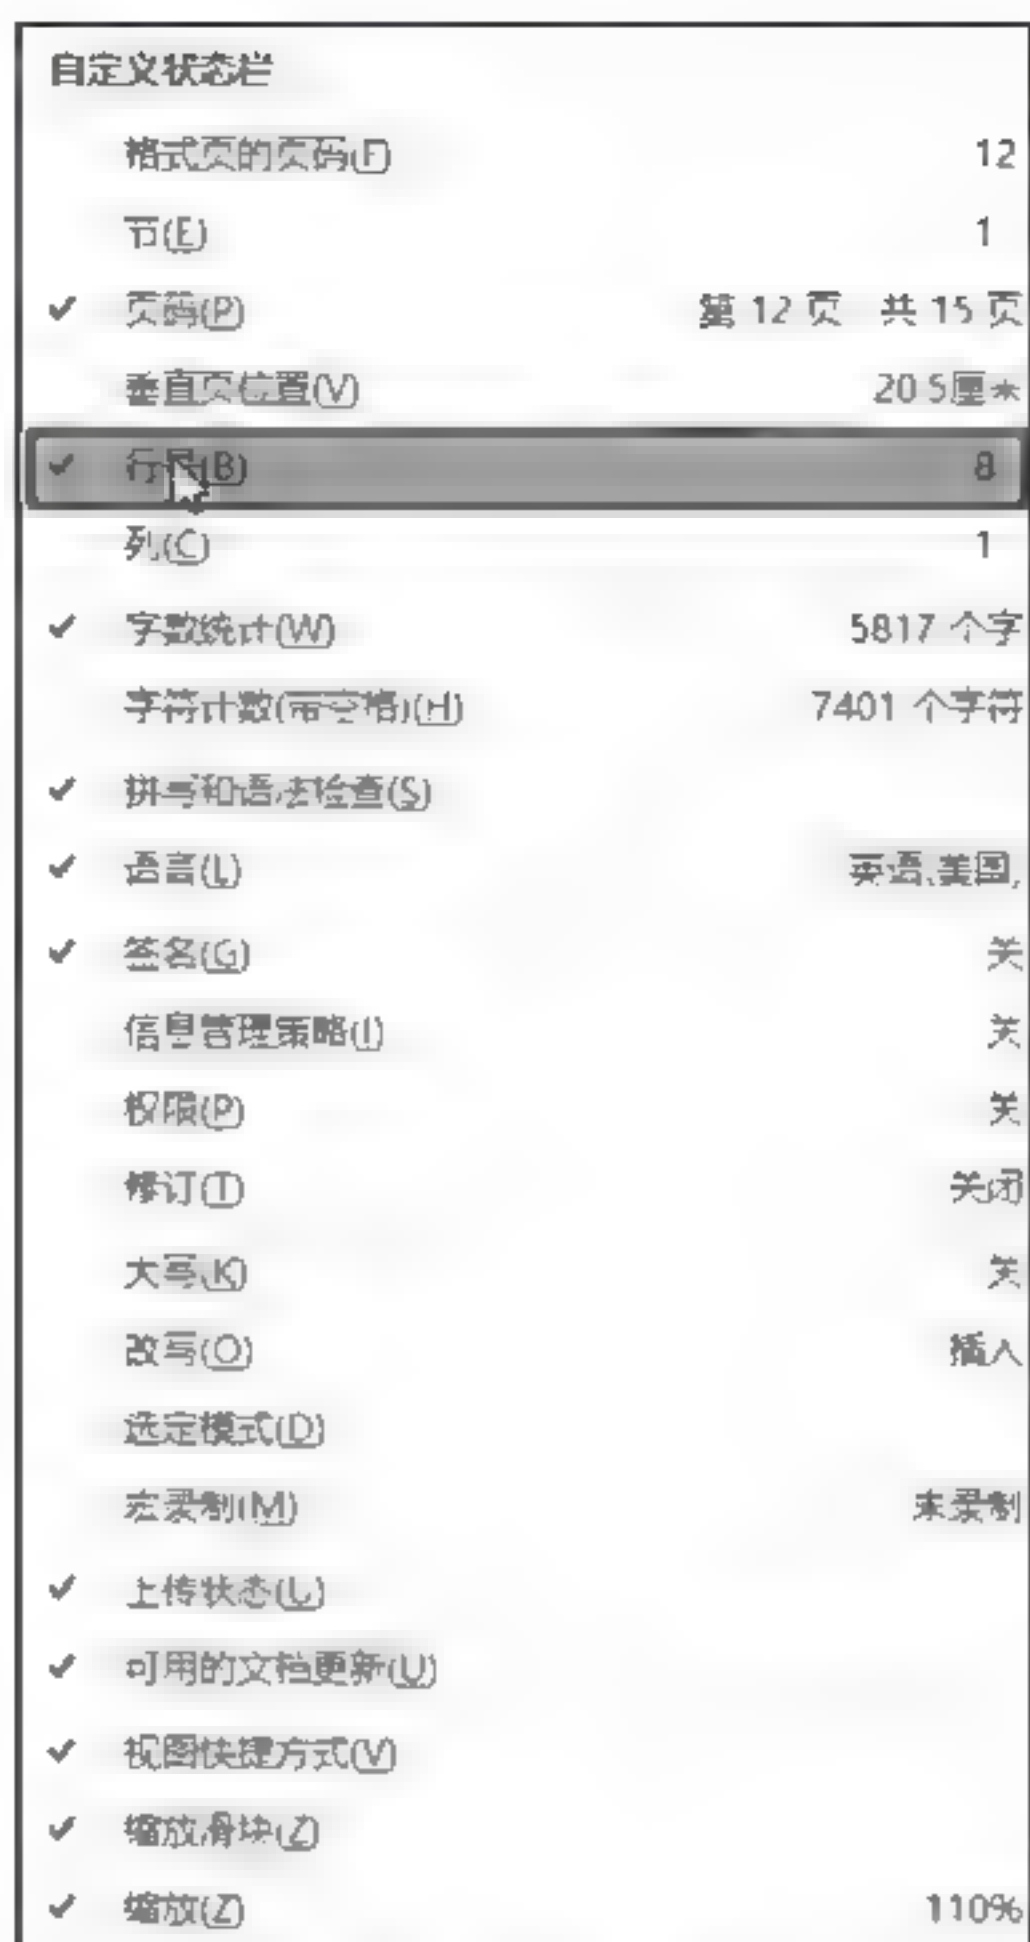 自定义状态栏
格式页的页码(F) 12
节(E) 1
页码(P) 第 12 页 共 15 页
垂直页位置(V) 20.5厘米
行号(B) 8
列(C) 1
字数统计(W) 5817 个字
字符计数(带空格)(H) 7401 个字符
拼写和语法检查(S)
语言(L) 英语(美国)
签名(G) 关
信息管理策略(I) 关
权限(P) 关
修订(T) 关闭
大写(K) 关
改写(O) 插入
选定模式(D)
宏录制(M) 未录制
上传状态(U)
可用的文档更新(U)
视图快捷方式(V)
缩放滑块(Z)
缩放(Z) 110%